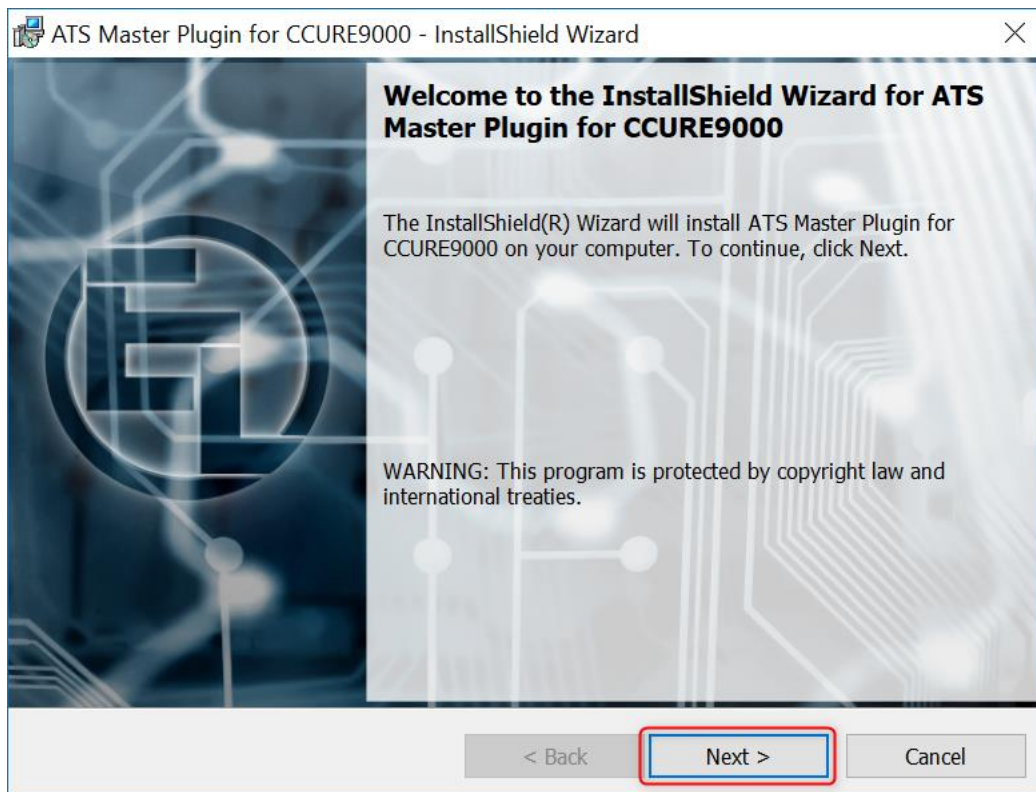 ATS Master Plugin for CCURE9000 - InstallShield Wizard
Welcome to the InstallShield Wizard for ATS
Master Plugin for CCURE9000
The InstallShield(R) Wizard will install ATS Master Plugin for
CCURE9000 on your computer. To continue, click Next.
WARNING: This program is protected by copyright law and
international treaties.
< Back
Next >
Cancel